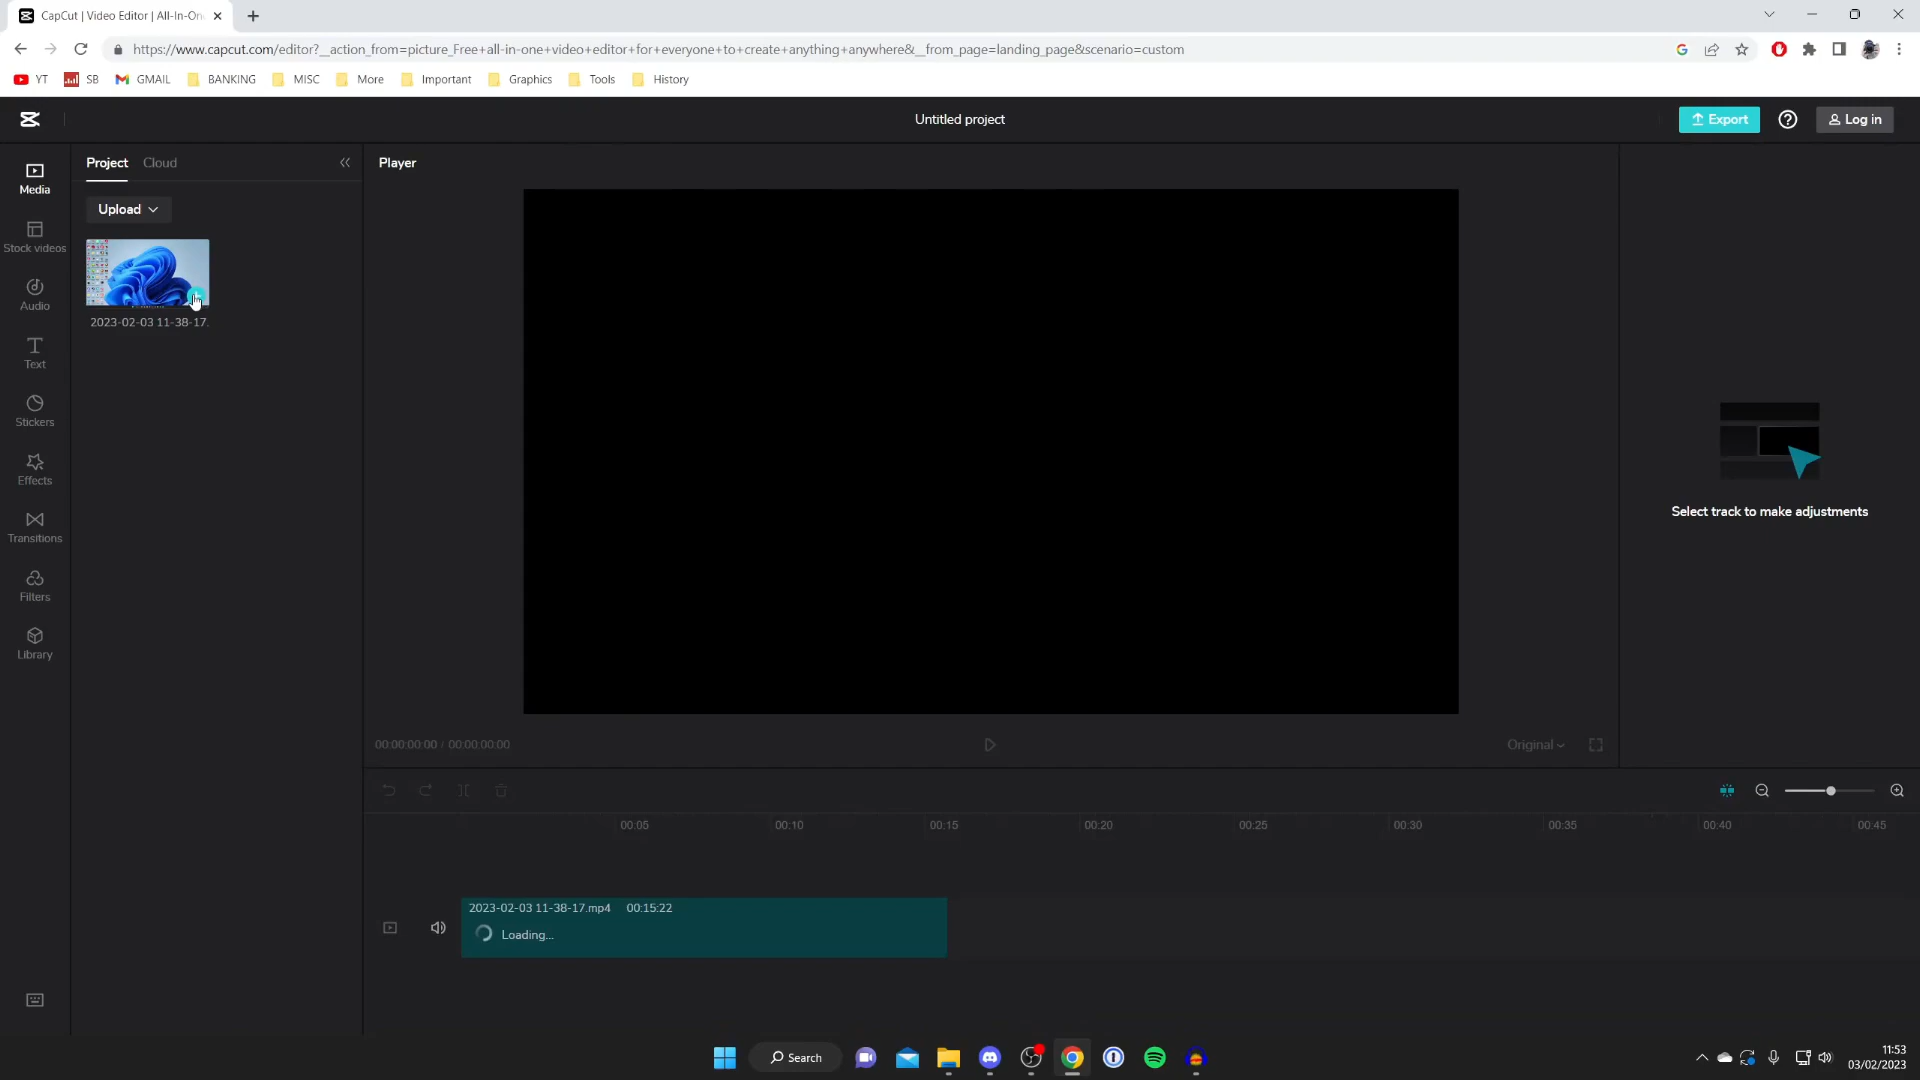 CapCut | Video Editor | All-In-On
https://www.capcut.com/editor?__action_from=picture_Free+all-in-one+video+editor+for+everyone+to+create+anything+anywhere&__from_page=landing_page&scenario=custom
YT SB GMAIL BANKING MISC More Important Graphics Tools History
Untitled project
Export
Log in
Media
Stock videos
Audio
Text
Stickers
Effects
Transitions
Filters
Library
Project Cloud
Upload
2023-02-03 11-38-17.
Player
00:00:00:00 / 00:00:00:00
Original
Select track to make adjustments
00:05 00:10 00:15 00:20 00:25 00:30 00:35 00:40 00:45
2023-02-03 11-38-17.mp4 00:15:22
Loading...
Search
11:53
03/02/2023